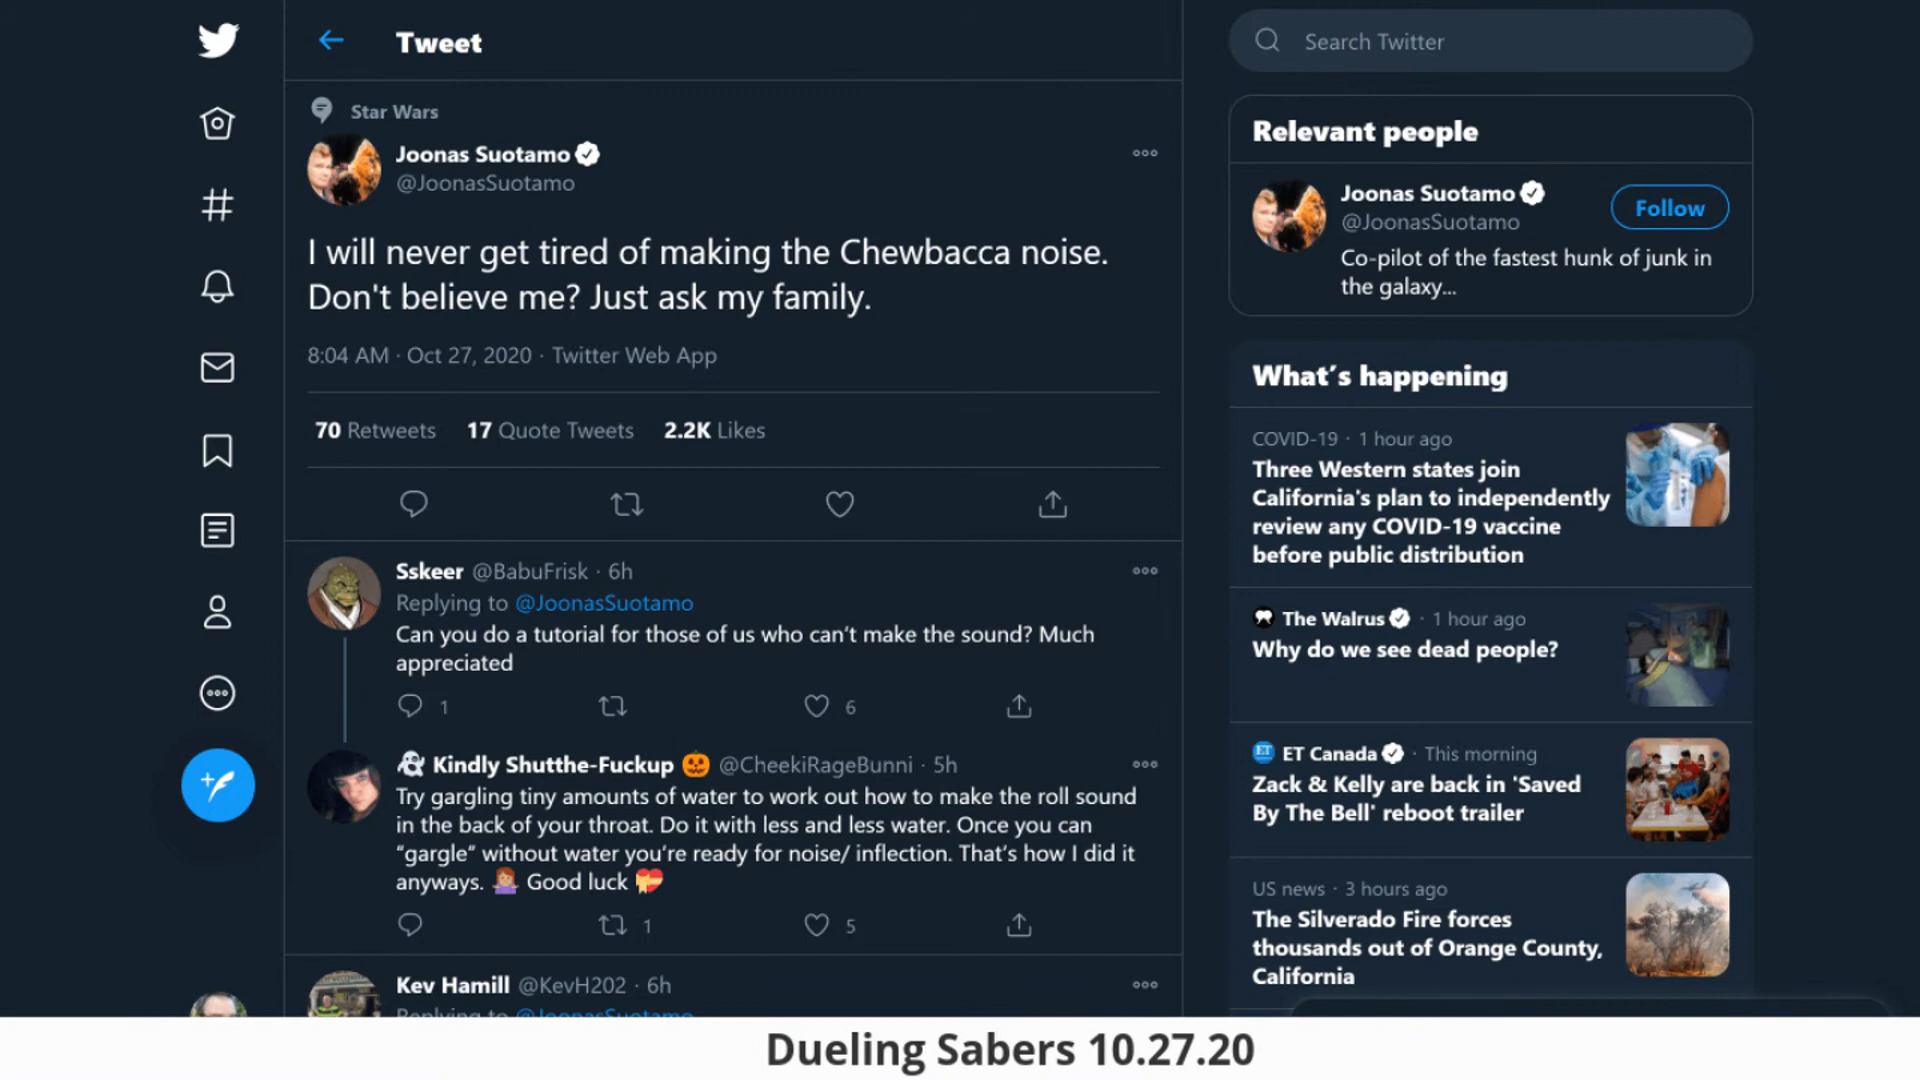 Tweet
Star Wars
Joonas Suotamo
@JoonasSuotamo
I will never get tired of making the Chewbacca noise.
Don't believe me? Just ask my family.
8:04 AM · Oct 27, 2020 · Twitter Web App
70 Retweets 17 Quote Tweets 2.2K Likes
Sskeer @BabuFrisk · 6h
Replying to @JoonasSuotamo
Can you do a tutorial for those of us who can't make the sound? Much
appreciated
1 6
Kindly Shutthe-Fuckup @CheekiRageBunni · 5h
Try gargling tiny amounts of water to work out how to make the roll sound
in the back of your throat. Do it with less and less water. Once you can
“gargle” without water you're ready for noise/ inflection. That's how I did it
anyways. Good luck
1 5
Kev Hamill @KevH202 · 6h
Replying to @JoonasSuotamo
Search Twitter
Relevant people
Joonas Suotamo
@JoonasSuotamo
Follow
Co-pilot of the fastest hunk of junk in
the galaxy...
What's happening
COVID-19 · 1 hour ago
Three Western states join
California's plan to independently
review any COVID-19 vaccine
before public distribution
The Walrus · 1 hour ago
Why do we see dead people?
ET ET Canada · This morning
Zack & Kelly are back in 'Saved
By The Bell' reboot trailer
US news · 3 hours ago
The Silverado Fire forces
thousands out of Orange County,
California
Dueling Sabers 10.27.20